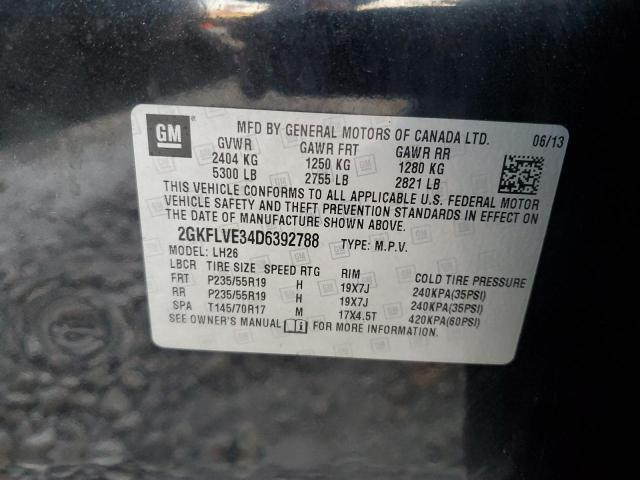 GM
MFD BY GENERAL MOTORS OF CANADA LTD. 06/13
GVWR GAWR FRT GAWR RR
2404 KG 1250 KG 1280 KG
5300 LB 2755 LB 2821 LB
THIS VEHICLE CONFORMS TO ALL APPLICABLE U.S. FEDERAL MOTOR
VEHICLE SAFETY AND THEFT PREVENTION STANDARDS IN EFFECT ON
THE DATE OF MANUFACTURE SHOWN ABOVE.
2GKFLVE34D6392788 TYPE: M.P.V.
MODEL: LH26
LBCR TIRE SIZE SPEED RTG RIM COLD TIRE PRESSURE
FRT P235/55R19 H 19X7J 240KPA(35PSI)
RR P235/55R19 H 19X7J 240KPA(35PSI)
SPA T145/70R17 M 17X4.5T 420KPA(60PSI)
SEE OWNER'S MANUAL FOR MORE INFORMATION.